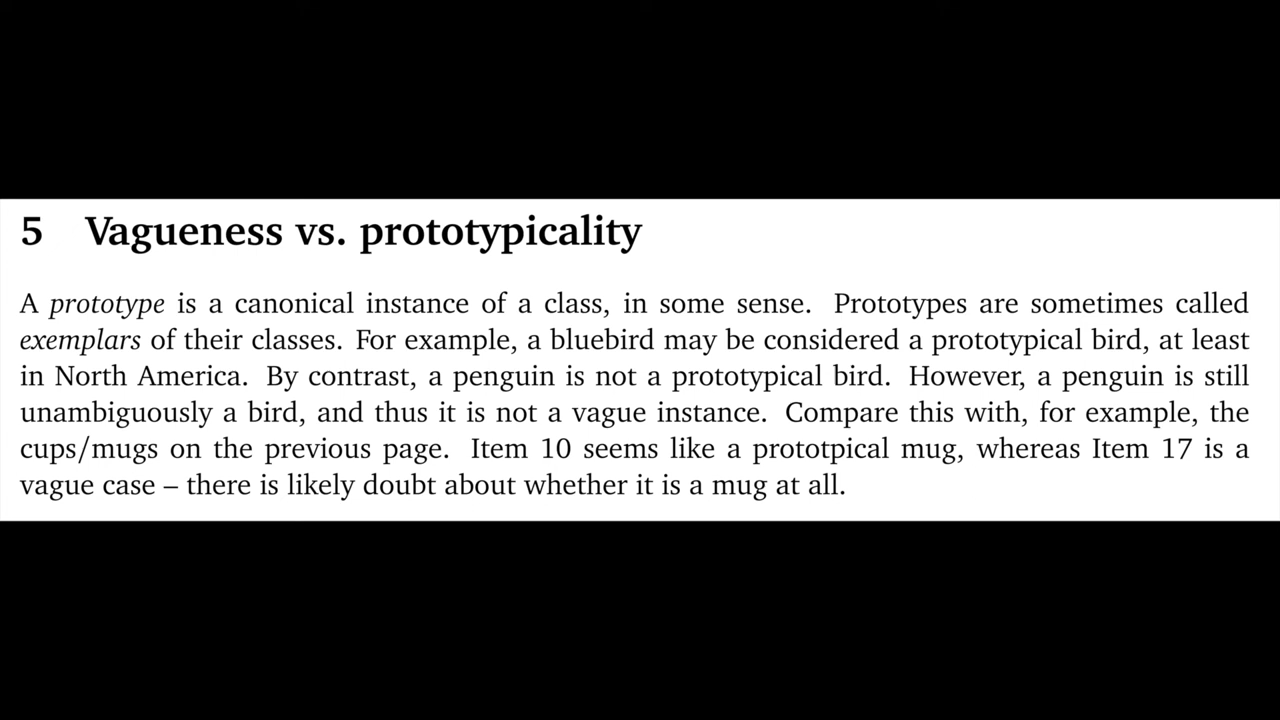 5 Vagueness vs. prototypicality
A prototype is a canonical instance of a class, in some sense. Prototypes are sometimes called
exemplars of their classes. For example, a bluebird may be considered a prototypical bird, at least
in North America. By contrast, a penguin is not a prototypical bird. However, a penguin is still
unambiguously a bird, and thus it is not a vague instance. Compare this with, for example, the
cups/mugs on the previous page. Item 10 seems like a prototpical mug, whereas Item 17 is a
vague case – there is likely doubt about whether it is a mug at all.